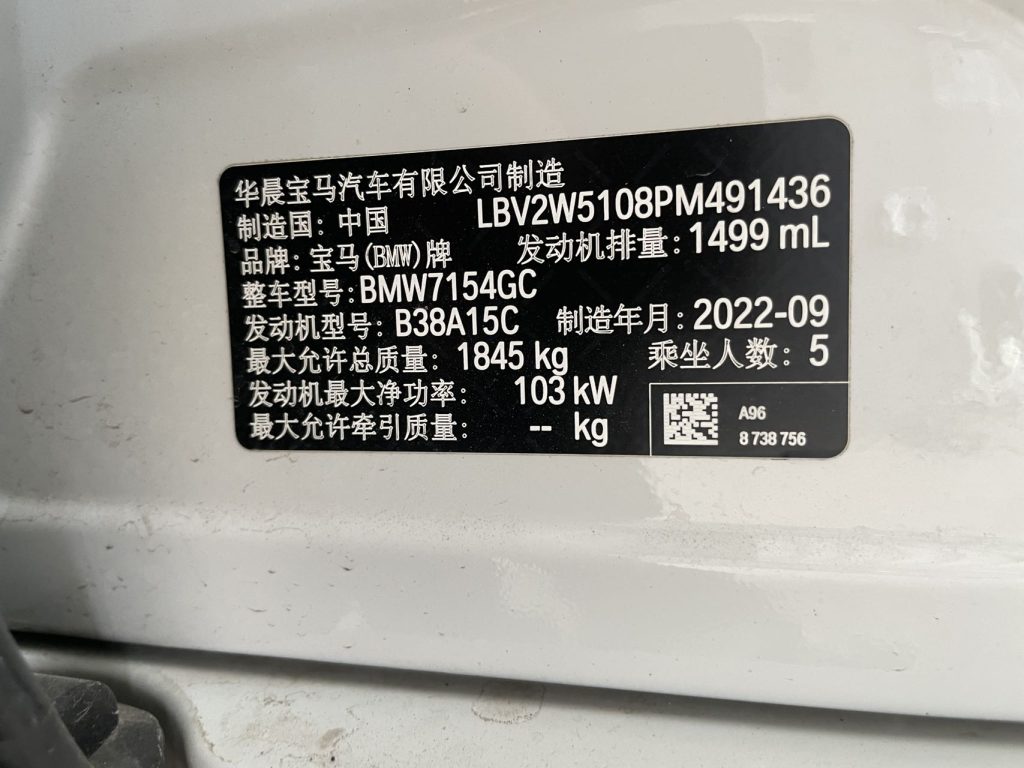 华晨宝马汽车有限公司制造
制造国: 中国 LBV2W5108PM491436
品牌: 宝马(BMW)牌 发动机排量: 1499 mL
整车型号: BMW7154GC
发动机型号: B38A15C 制造年月: 2022-09
最大允许总质量: 1845 kg 乘坐人数: 5
发动机最大净功率: 103 kW
最大允许牵引质量: -- kg
A96
8 738 756